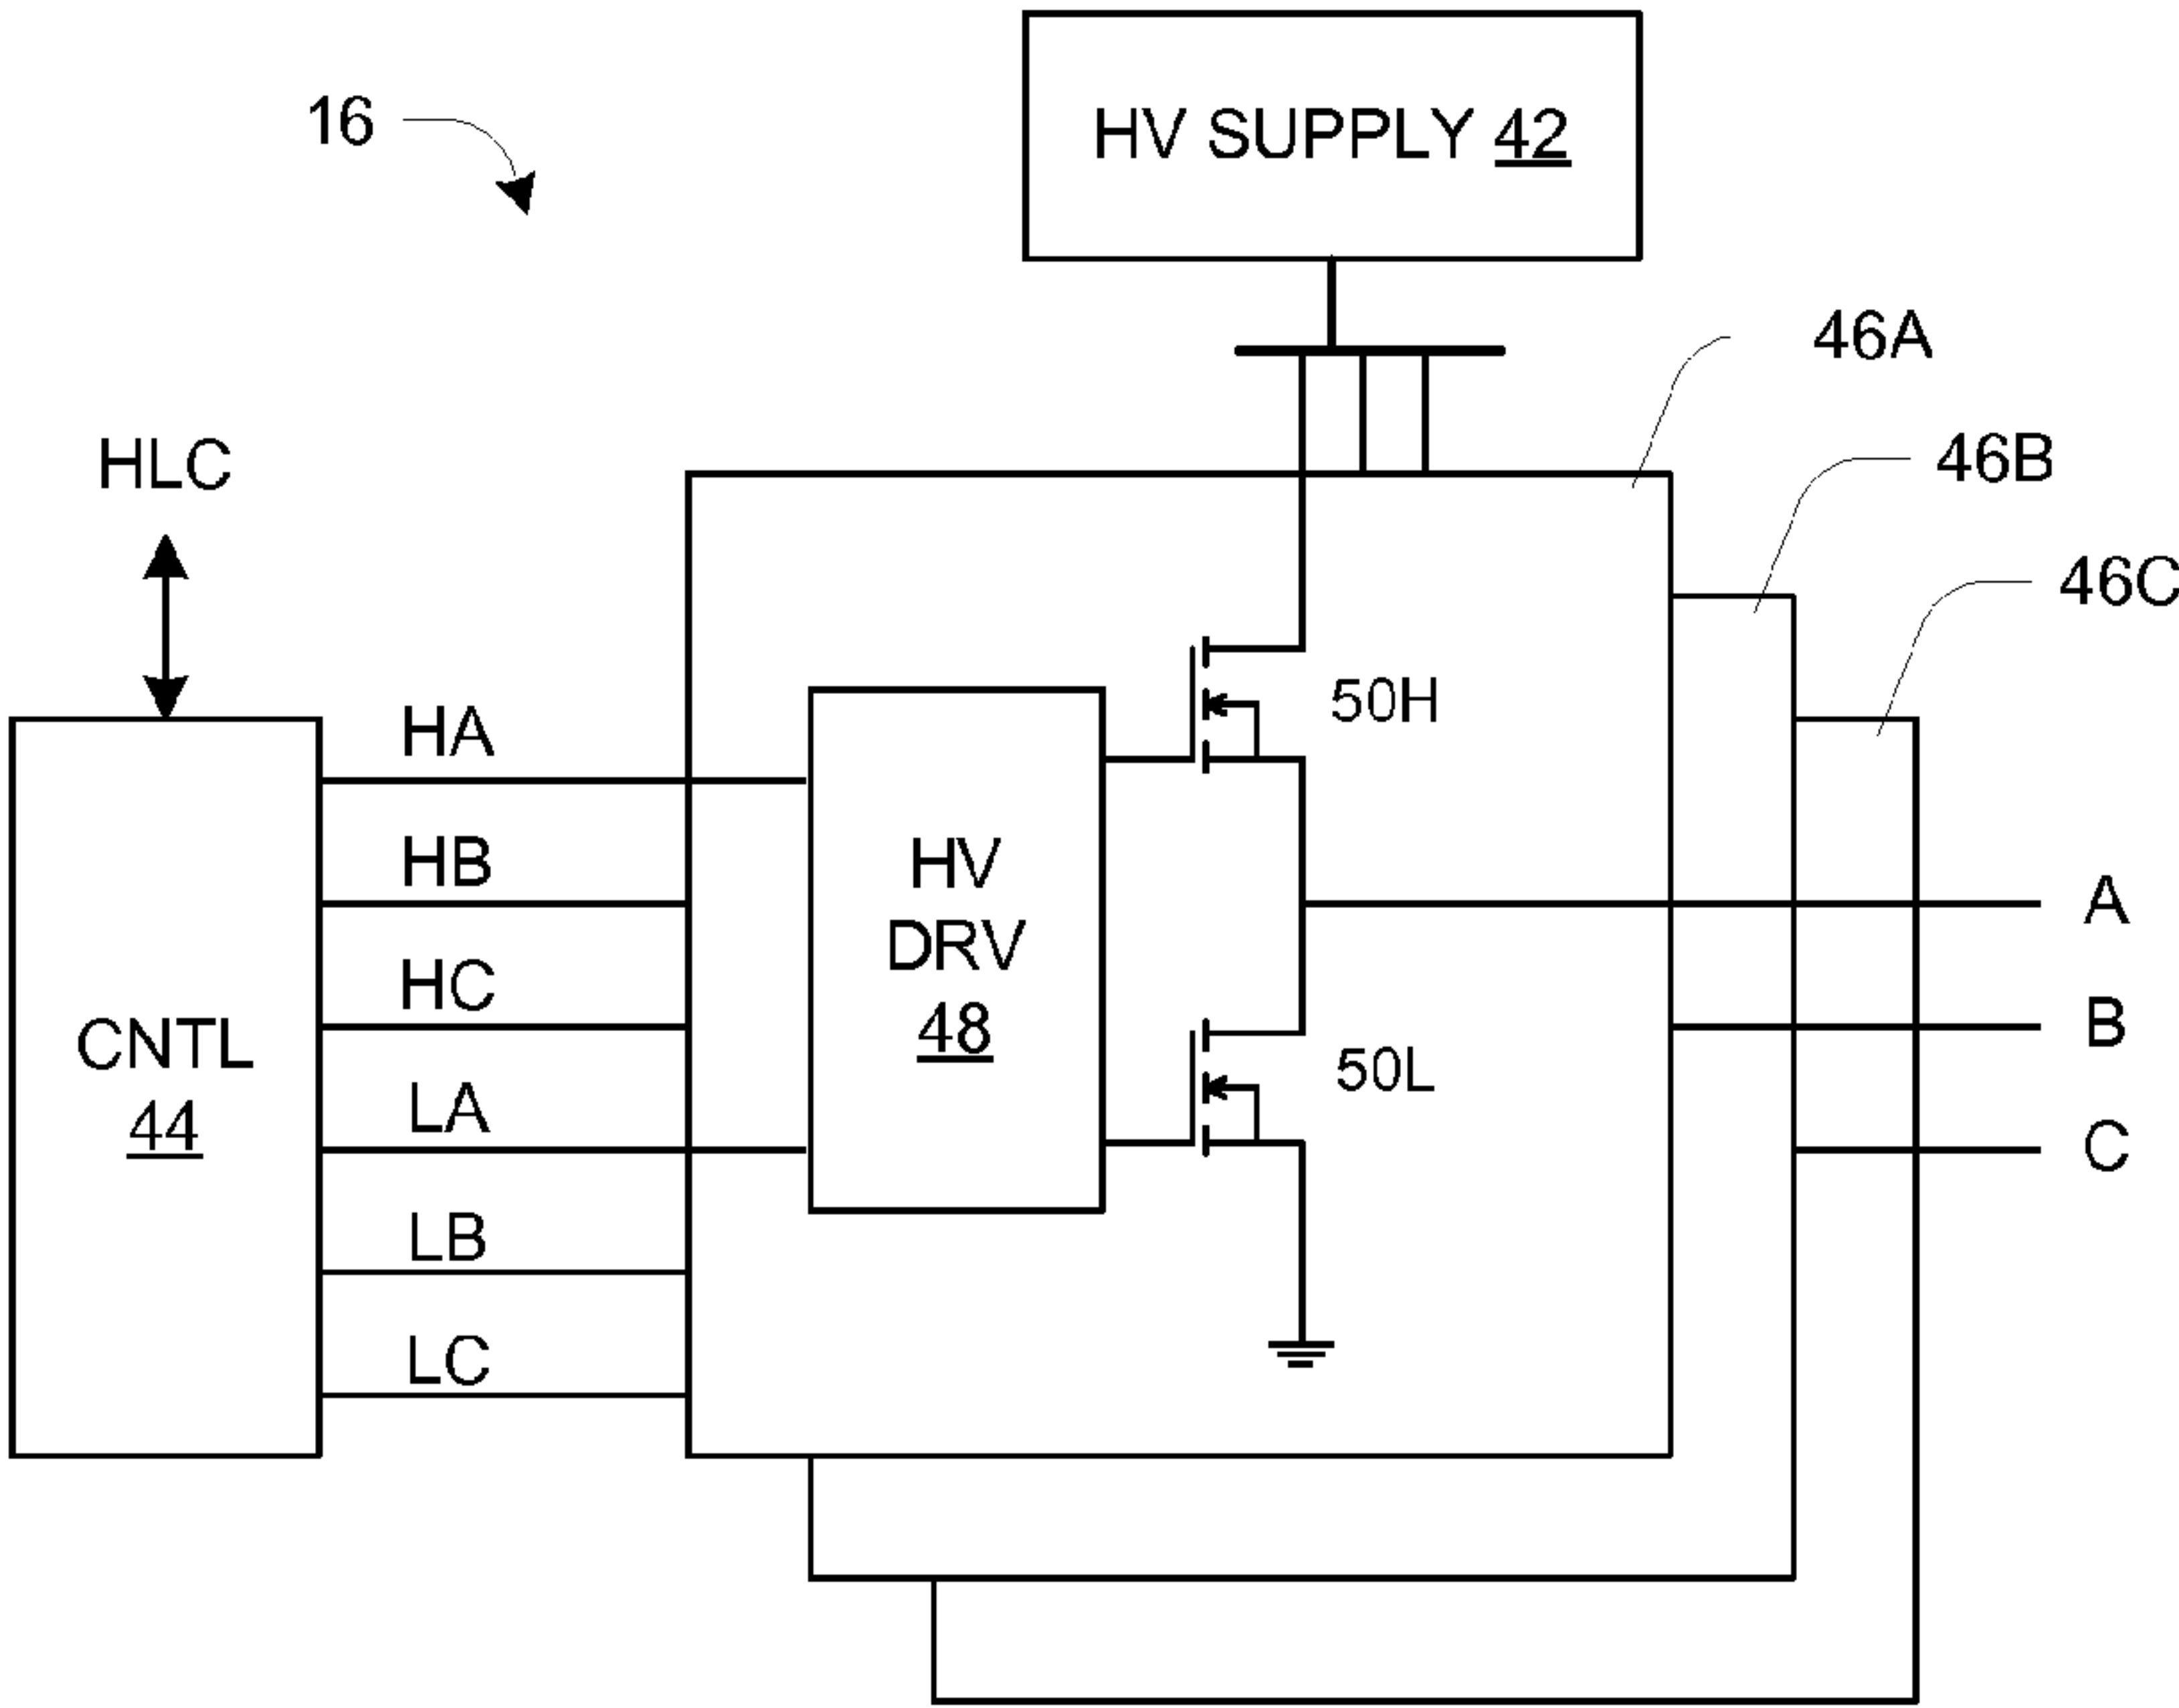 16
HV SUPPLY 42
46A
46B
46C
HLC
HA
HB
HC
LA
LB
LC
CNTL
44
HV
DRV
48
50H
50L
A
B
C